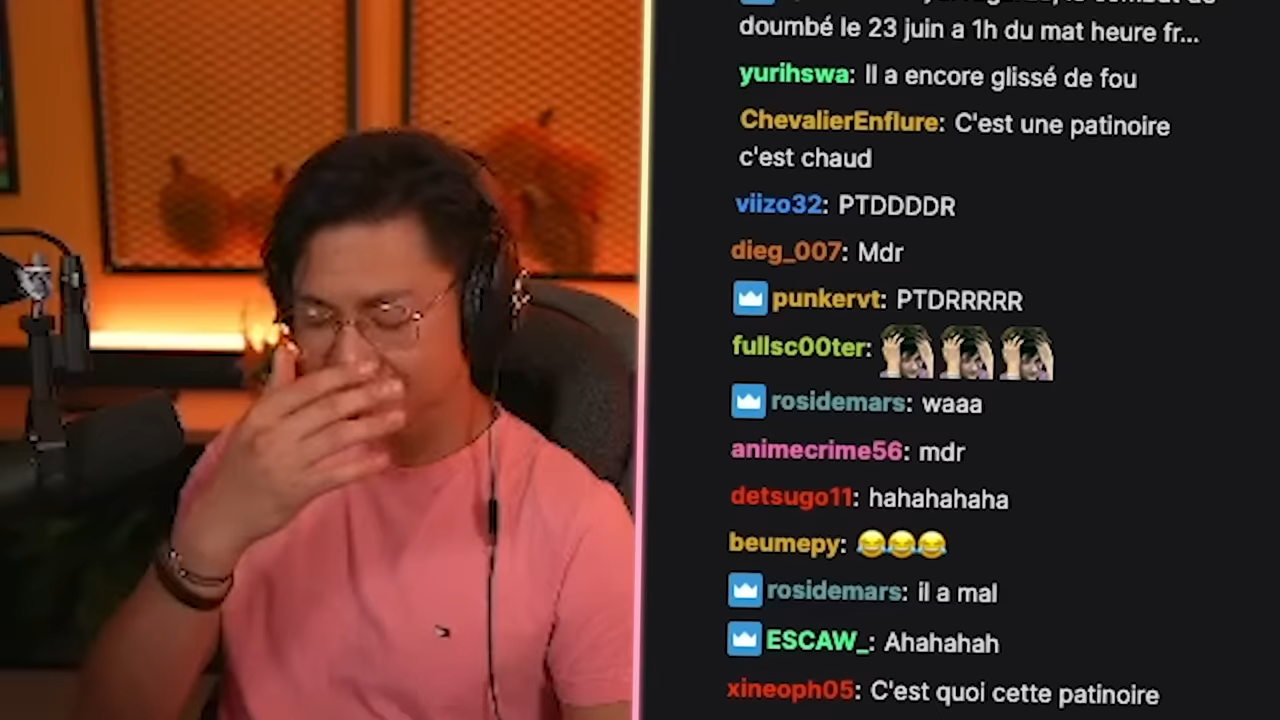 doumbé le 23 juin a 1h du mat heure fr...
yurihswa: Il a encore glissé de fou
ChevalierEnflure: C'est une patinoire
c'est chaud
viizo32: PTDDDDR
dieg_007: Mdr
punkervt: PTDRRRRR
fullsc00ter:
rosidemars: waaa
animecrime56: mdr
detsugo11: hahahahaha
beumepy: 😂😂😂
rosidemars: il a mal
ESCAW_: Ahahahah
xineoph05: C'est quoi cette patinoire